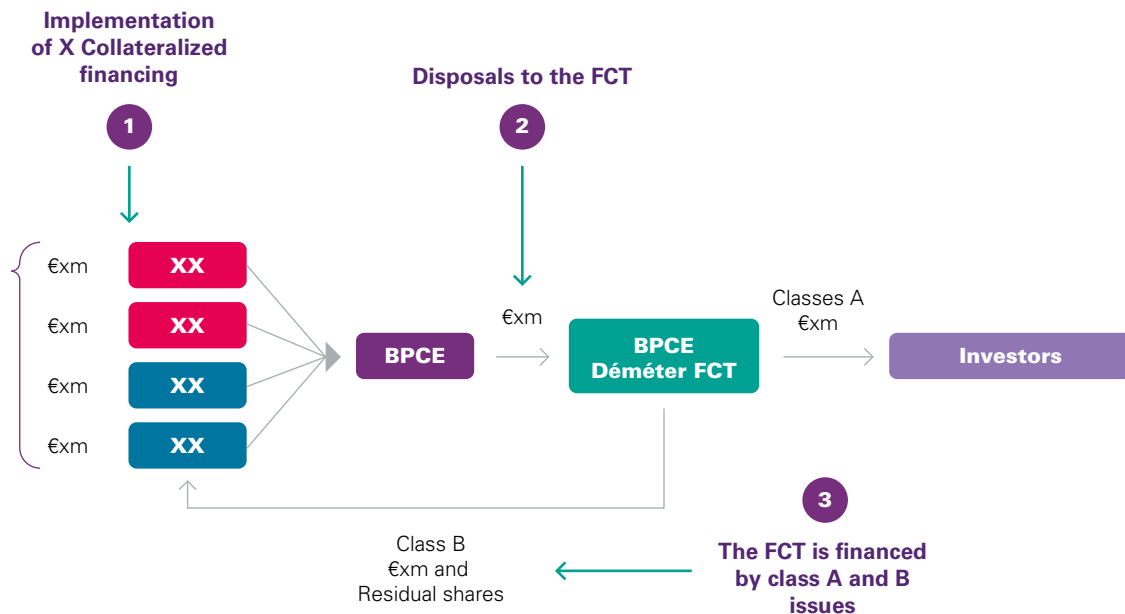 Implementation
of X Collateralized
financing
1
Disposals to the FCT
2
€xm
XX
€xm
XX
€xm
XX
€xm
XX
BPCE
€xm
BPCE
Déméter FCT
Classes A
€xm
Investors
3
The FCT is financed
by class A and B
issues
Class B
€xm and
Residual shares